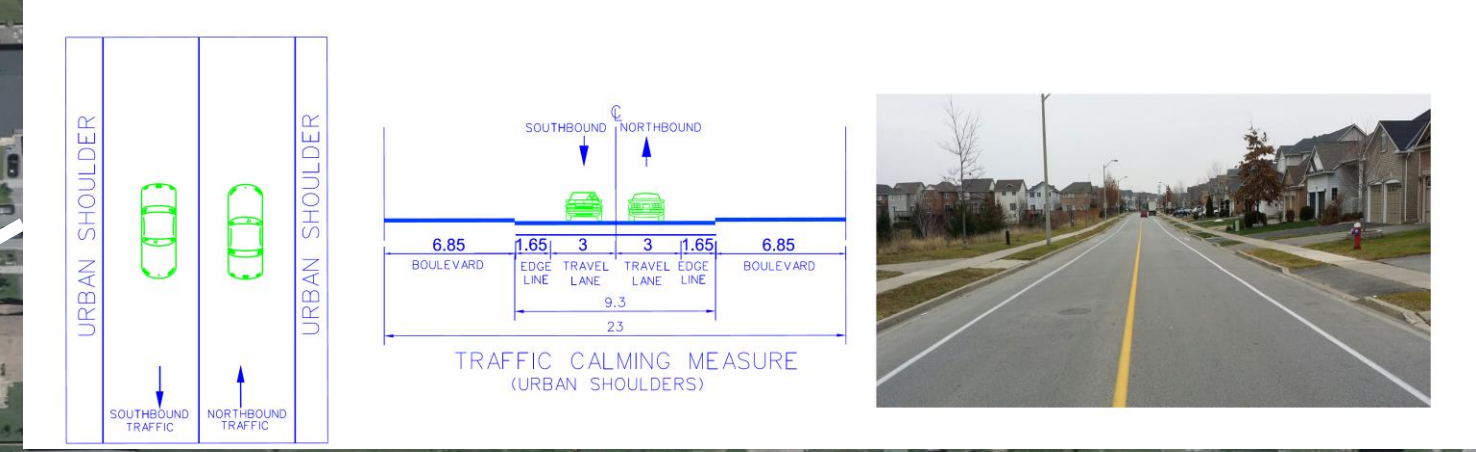 URBAN SHOULDER
URBAN SHOULDER
SOUTHBOUND
TRAFFIC
NORTHBOUND
TRAFFIC
℄
SOUTHBOUND
NORTHBOUND
6.85
1.65
3
3
1.65
6.85
BOULEVARD
EDGE
LINE
TRAVEL
LANE
TRAVEL
LANE
EDGE
LINE
BOULEVARD
9.3
23
TRAFFIC CALMING MEASURE
(URBAN SHOULDERS)